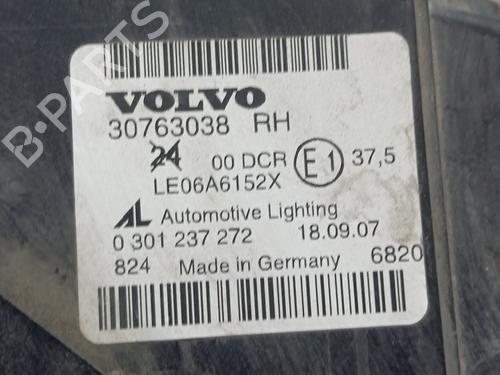 B-PARTS
VOLVO
30763038 RH
24 00 DCR E1 37,5
LE06A6152X
AL Automotive Lighting
0 301 237 272 18.09.07
824 Made in Germany 6820